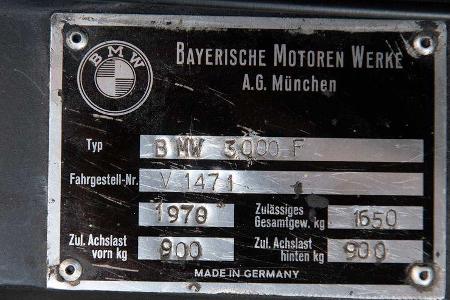 BMW
BAYERISCHE MOTOREN WERKE
A.G. München
Typ BMW 3000 F
Fahrgestell-Nr. V 1471
1978 Zulässiges Gesamtgew. kg 1650
Zul. Achslast vorn kg 900 Zul. Achslast hinten kg 900
MADE IN GERMANY